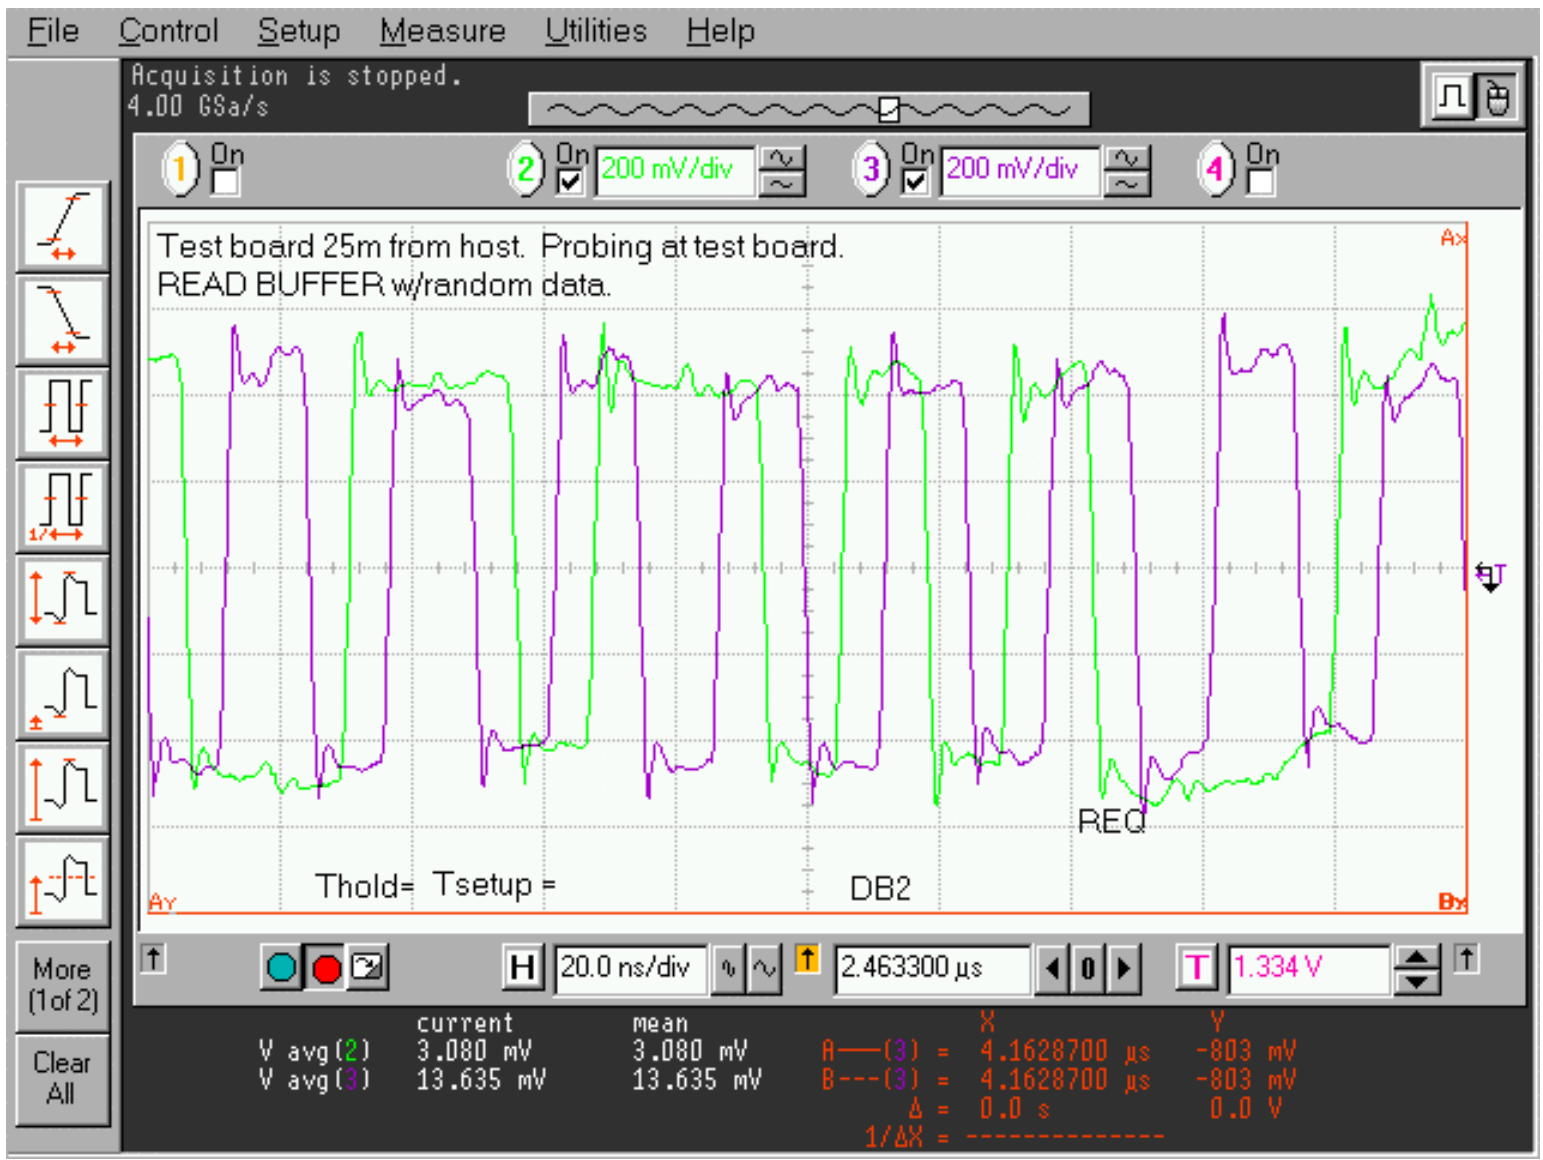 File Control Setup Measure Utilities Help
Acquisition is stopped.
4.00 GSa/s
1 On 2 On 200 mV/div 3 On 200 mV/div 4 On
Test board 25m from host. Probing at test board.
READ BUFFER w/random data.
Ax
T
1/
REQ
Thold= Tsetup = DB2
Ay Bx
More
(1 of 2)
H 20.0 ns/div 2.463300 µs 0 T 1.334 V
Clear
All
current mean X Y
V avg(2) 3.080 mV 3.080 mV A——(3) = 4.1628700 µs -803 mV
V avg(3) 13.635 mV 13.635 mV B---(3) = 4.1628700 µs -803 mV
Δ = 0.0 s 0.0 V
1/ΔX = --------------